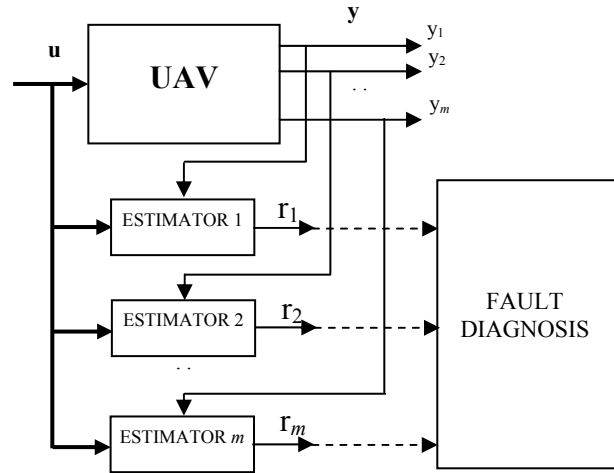 y
y1
u
UAV
y2
. .
ym
ESTIMATOR 1
r1
ESTIMATOR 2
r2
FAULT
DIAGNOSIS
. .
ESTIMATOR m
rm